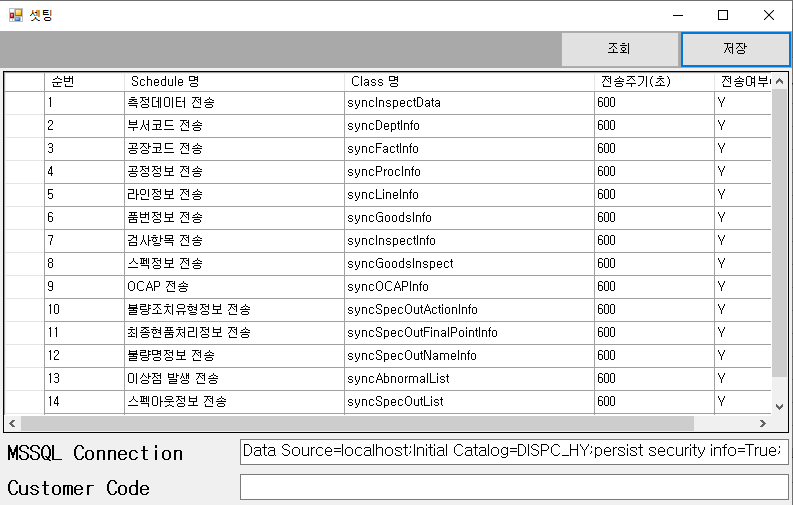 셋팅
조회 저장
순번 Schedule 명 Class 명 전송주기(초) 전송여부(
1 측정데이터 전송 syncInspectData 600 Y
2 부서코드 전송 syncDeptInfo 600 Y
3 공장코드 전송 syncFactInfo 600 Y
4 공정정보 전송 syncProcInfo 600 Y
5 라인정보 전송 syncLineInfo 600 Y
6 품번정보 전송 syncGoodsInfo 600 Y
7 검사항목 전송 syncInspectInfo 600 Y
8 스펙정보 전송 syncGoodsInspect 600 Y
9 OCAP 전송 syncOCAPInfo 600 Y
10 불량조치유형정보 전송 syncSpecOutActionInfo 600 Y
11 최종현품처리정보 전송 syncSpecOutFinalPointInfo 600 Y
12 불량명정보 전송 syncSpecOutNameInfo 600 Y
13 이상점 발생 전송 syncAbnormalList 600 Y
14 스펙아웃정보 전송 syncSpecOutList 600 Y
MSSQL Connection Data Source=localhost;Initial Catalog=DISPC_HY;persist security info=True;
Customer Code